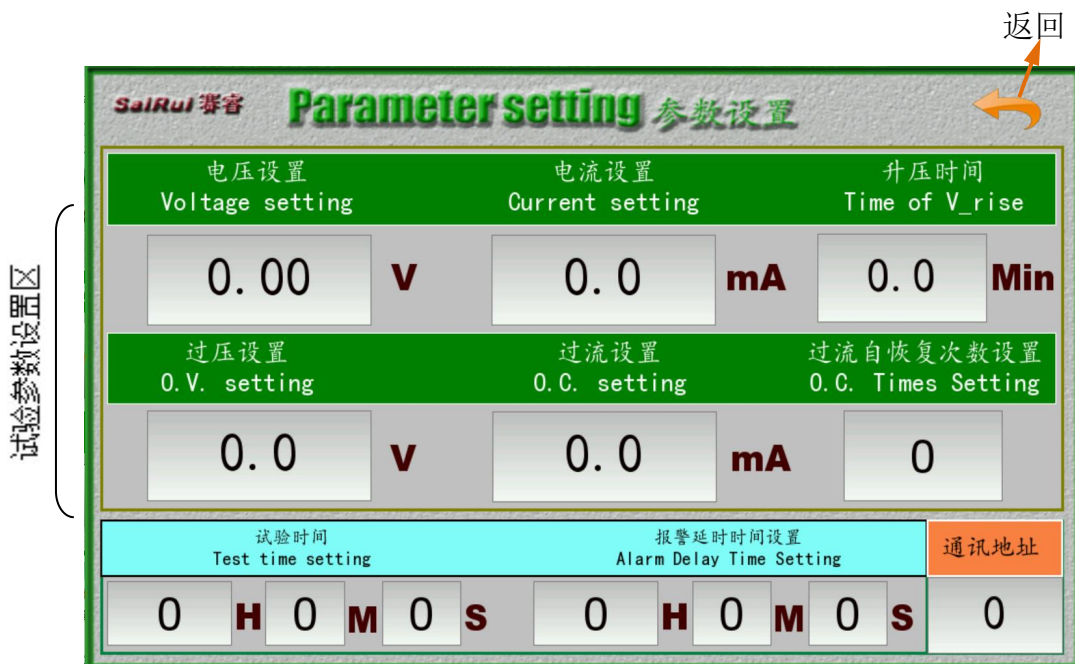 返回
SaiRui 赛睿 Parameter setting 参数设置
电压设置 电流设置 升压时间
Voltage setting Current setting Time of V_rise
0.00 V 0.0 mA 0.0 Min
过压设置 过流设置 过流自恢复次数设置
O.V. setting O.C. setting O.C. Times Setting
0.0 V 0.0 mA 0
试验参数设置区
试验时间 报警延时时间设置 通讯地址
Test time setting Alarm Delay Time Setting
0 H 0 M 0 S 0 H 0 M 0 S 0